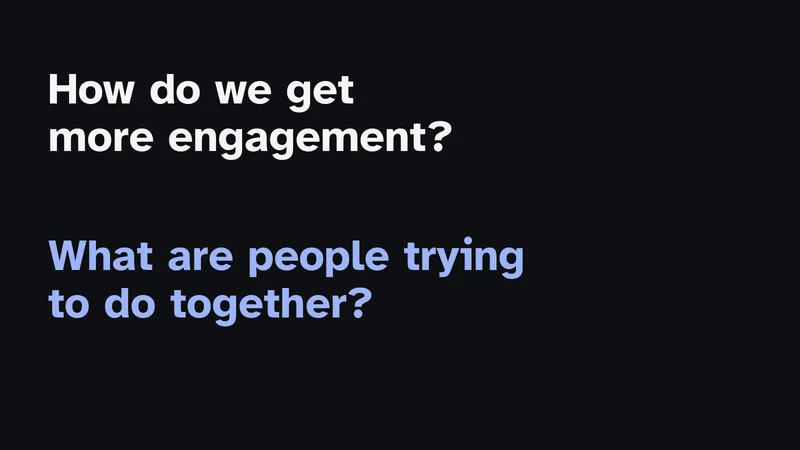 How do we get
more engagement?
What are people trying
to do together?